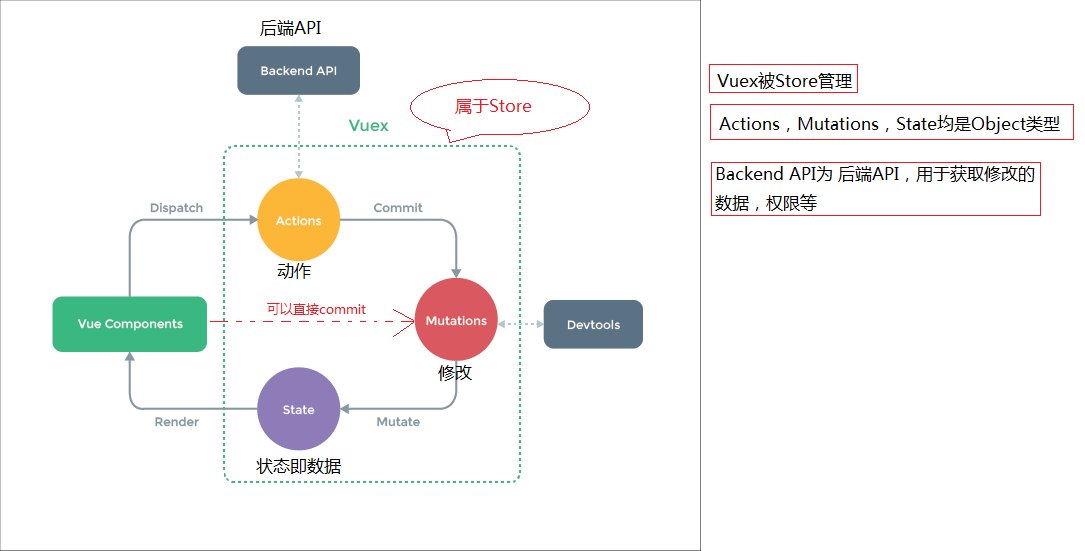 后端API
Backend API
属于Store
Vuex
Dispatch
Actions
Commit
动作
可以直接commit
Vue Components
Mutations
Devtools
修改
State
Render
Mutate
状态即数据
Vuex被Store管理
Actions，Mutations，State均是Object类型
Backend API为 后端API，用于获取修改的
数据，权限等